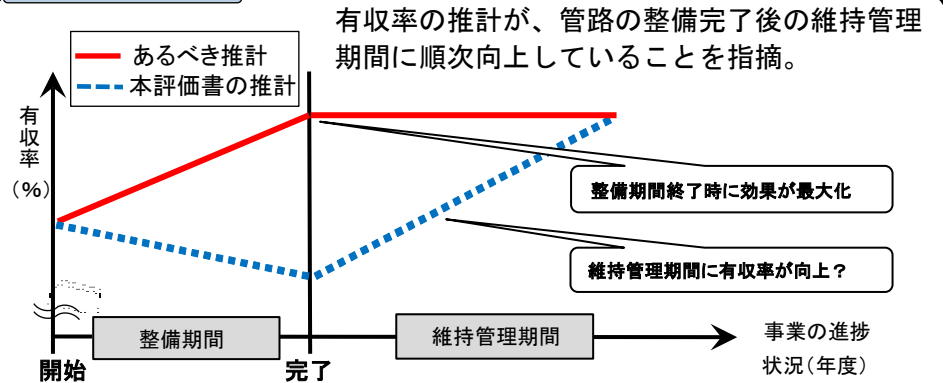 有収率の推計が、管路の整備完了後の維持管理
期間に順次向上していることを指摘。
あるべき推計
本評価書の推計
有収率
（%）
整備期間終了時に効果が最大化
維持管理期間に有収率が向上？
整備期間
維持管理期間
事業の進捗
状況（年度）
開始
完了